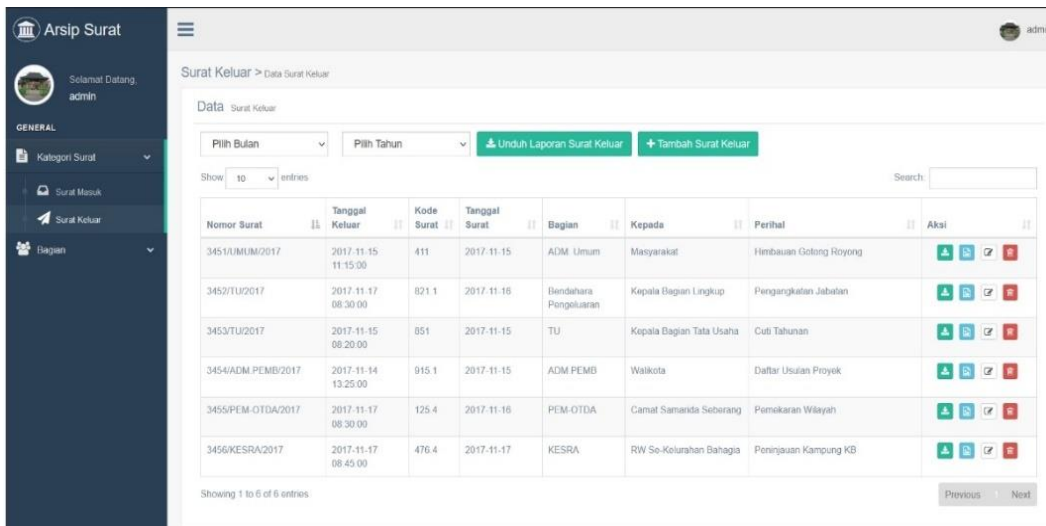 Arsip Surat
admi
Selamat Datang,
admin
GENERAL
Kategori Surat
Surat Masuk
Surat Keluar
Bagian
Surat Keluar > Data Surat Keluar
Data Surat Keluar
Pilih Bulan Pilih Tahun Unduh Laporan Surat Keluar + Tambah Surat Keluar
Show 10 entries Search:
Nomor Surat Tanggal Keluar Kode Surat Tanggal Surat Bagian Kepada Perihal Aksi
3451/UMUM/2017 2017-11-15 11:15:00 411 2017-11-15 ADM. Umum Masyarakat Himbauan Gotong Royong
3452/TU/2017 2017-11-17 08:30:00 821.1 2017-11-16 Bendahara Pengeluaran Kepala Bagian Lingkup Pengangkatan Jabatan
3453/TU/2017 2017-11-15 08:20:00 851 2017-11-15 TU Kepala Bagian Tata Usaha Cuti Tahunan
3454/ADM.PEMB/2017 2017-11-14 13:25:00 915.1 2017-11-15 ADM.PEMB Walikota Daftar Usulan Proyek
3455/PEM-OTDA/2017 2017-11-17 08:30:00 125.4 2017-11-16 PEM-OTDA Camat Samarida Seberang Pemekaran Wilayah
3456/KESRA/2017 2017-11-17 08:45:00 476.4 2017-11-17 KESRA RW Se-Kelurahan Bahagia Peninjauan Kampung KB
Showing 1 to 6 of 6 entries
Previous 1 Next